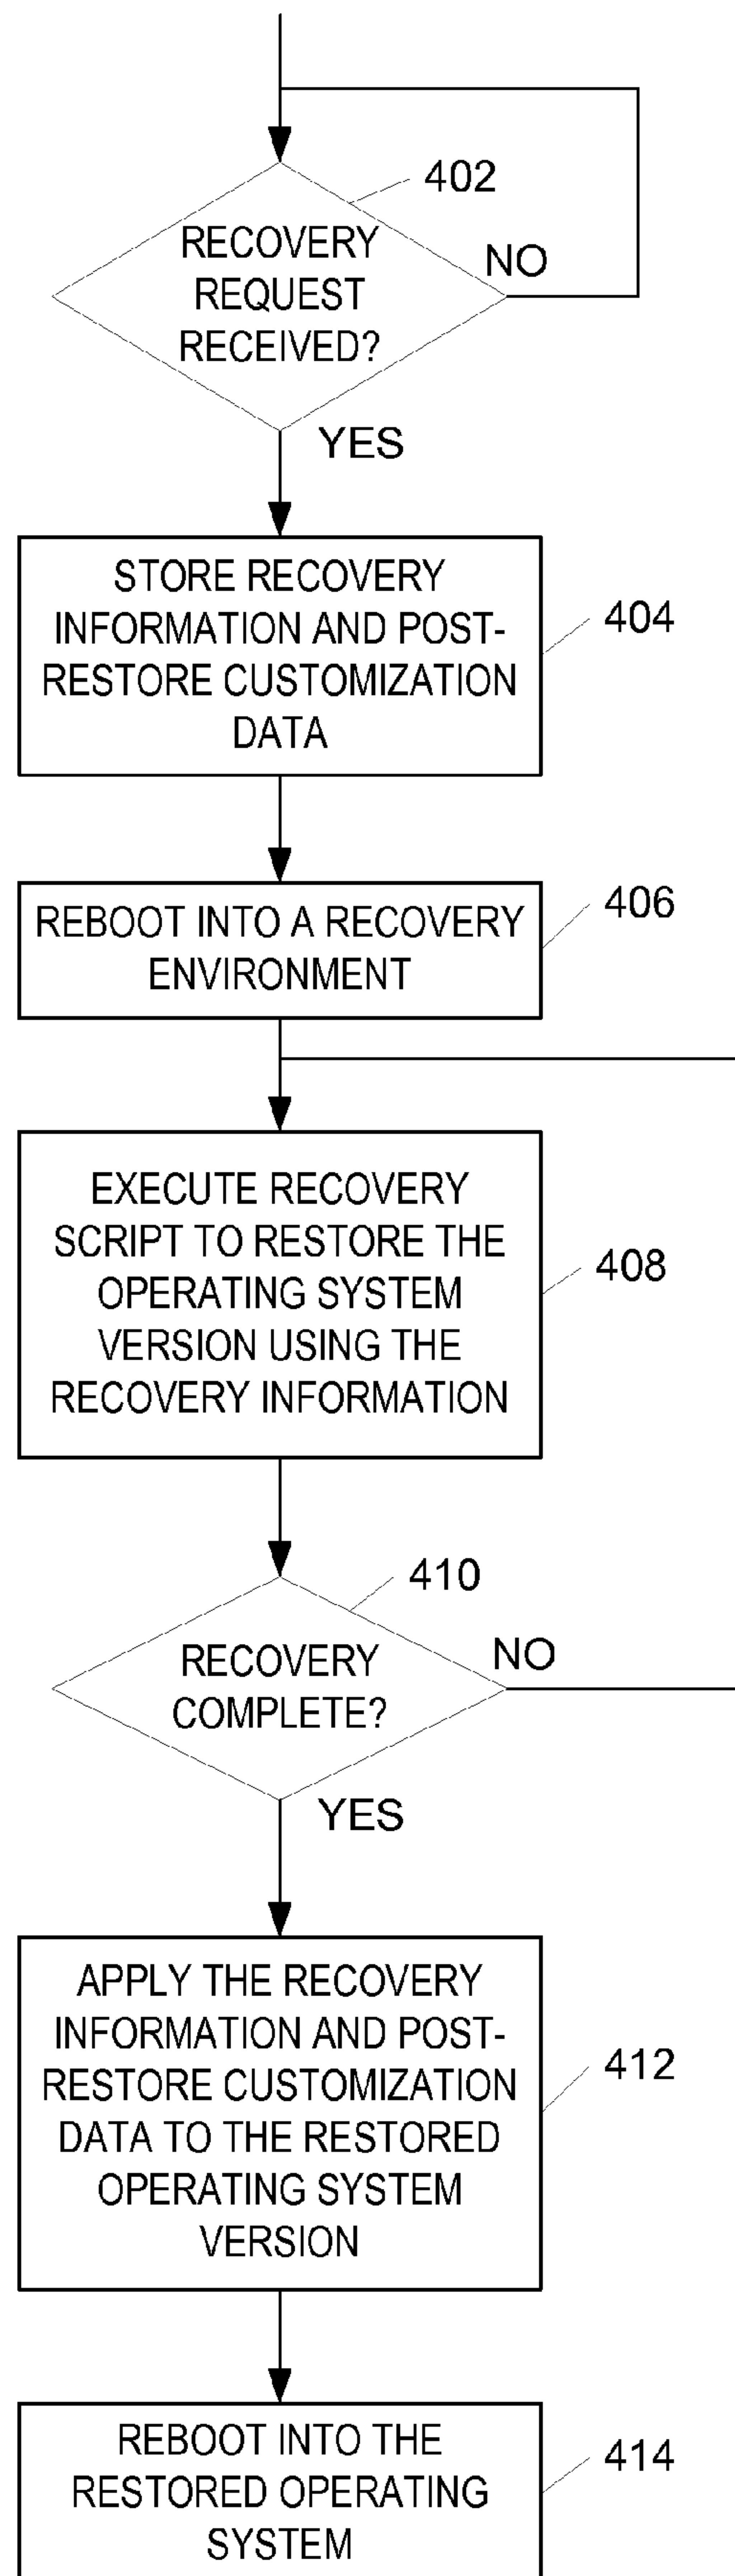 402
RECOVERY
REQUEST
RECEIVED?
NO
YES
STORE RECOVERY
INFORMATION AND POST-
RESTORE CUSTOMIZATION
DATA
404
REBOOT INTO A RECOVERY
ENVIRONMENT
406
EXECUTE RECOVERY
SCRIPT TO RESTORE THE
OPERATING SYSTEM
VERSION USING THE
RECOVERY INFORMATION
408
410
RECOVERY
COMPLETE?
NO
YES
APPLY THE RECOVERY
INFORMATION AND POST-
RESTORE CUSTOMIZATION
DATA TO THE RESTORED
OPERATING SYSTEM
VERSION
412
REBOOT INTO THE
RESTORED OPERATING
SYSTEM
414